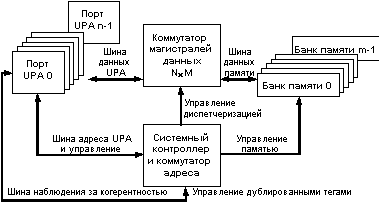 Порт
UPA n-1
Порт
UPA 0
Шина
данных
UPA
Коммутатор
магистралей
данных
N×M
Шина
данных
памяти
Банк памяти m-1
Банк памяти 0
Управление
диспетчеризацией
Шина адреса UPA
и управление
Системный
контроллер
и коммутатор
адреса
Управление
памятью
Шина наблюдения за когерентностью
Управление дублированными тегами